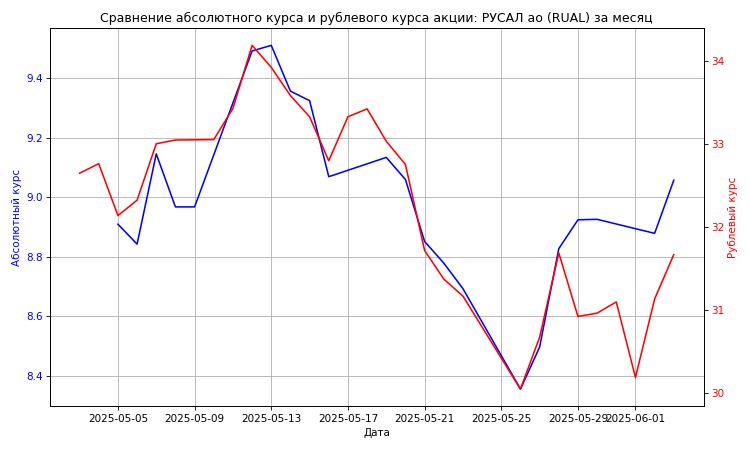 Сравнение абсолютного курса и рублевого курса акции: РУСАЛ ао (RUAL) за месяц
Абсолютный курс
9.4
9.2
9.0
8.8
8.6
8.4
34
33
32
31
30
Рублевый курс
2025-05-05 2025-05-09 2025-05-13 2025-05-17 2025-05-21 2025-05-25 2025-05-29 2025-06-01
Дата